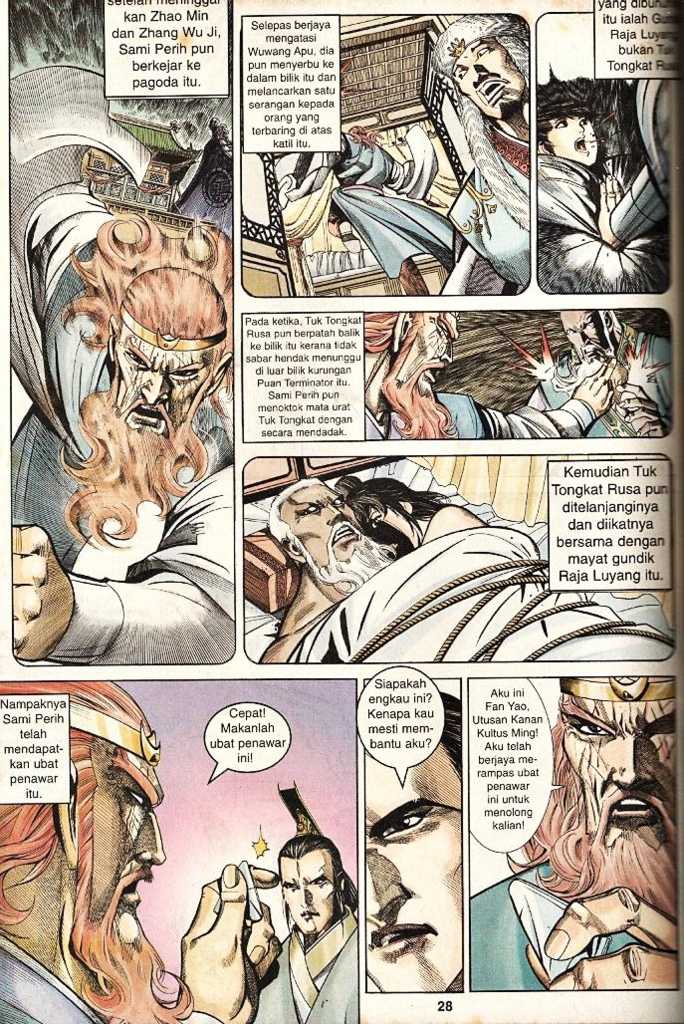 setelah meninggal-
kan Zhao Min
dan Zhang Wu Ji,
Sami Perih pun
berkejar ke
pagoda itu.
Selepas berjaya
mengatasi
Wuwang Apu, dia
pun menyerbu ke
dalam bilik itu dan
melancarkan satu
serangan kepada
orang yang
terbaring di atas
katil itu.
yang dibunuh
itu ialah
Raja Luyang
bukan Tuk
Tongkat Rusa
Pada ketika, Tuk Tongkat
Rusa pun berpatah balik
ke bilik itu kerana tidak
sabar hendak menunggu
di luar bilik kurungan
Puan Terminator itu.
Sami Perih pun
menoktok mata urat
Tuk Tongkat dengan
secara mendadak.
Kemudian Tuk
Tongkat Rusa pun
ditelanjanginya
dan diikatnya
bersama dengan
mayat gundik
Raja Luyang itu.
Nampaknya
Sami Perih
telah
mendapat-
kan ubat
penawar
itu.
Cepat!
Makanlah
ubat penawar
ini!
Siapakah
engkau ini?
Kenapa kau
mesti mem-
bantu aku?
Aku ini
Fan Yao,
Utusan Kanan
Kultus Ming!
Aku telah
berjaya me-
rampas ubat
penawar ini
untuk
menolong
kalian!
28